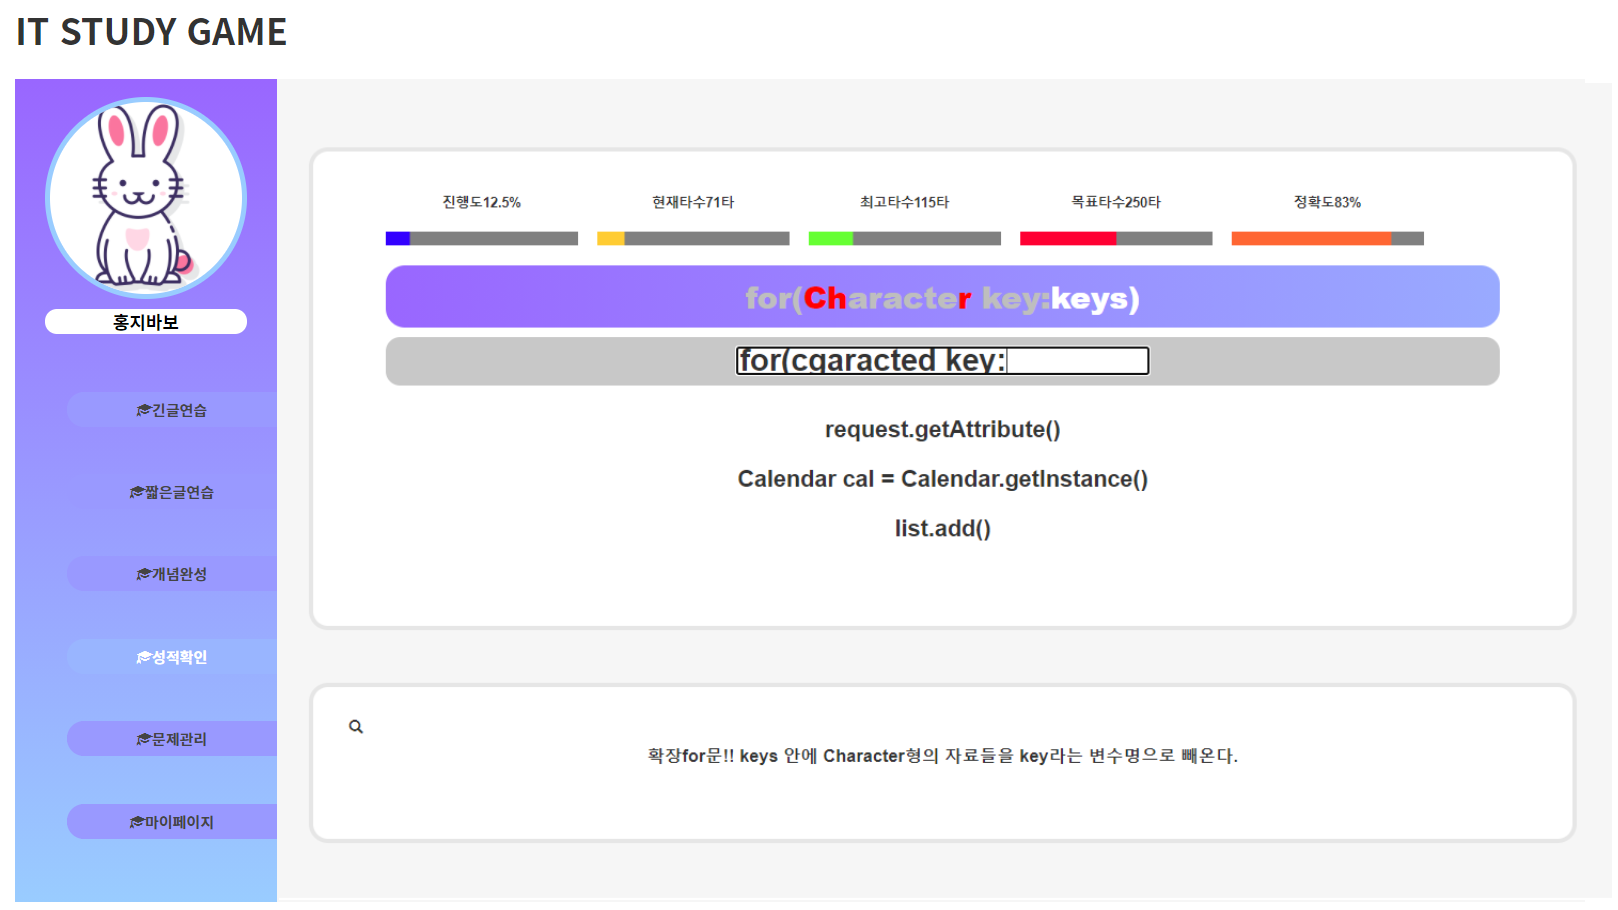 IT STUDY GAME
홍지바보
긴글연습
짧은글연습
개념완성
성적확인
문제관리
마이페이지
진행도12.5% 현재타수71타 최고타수115타 목표타수250타 정확도83%
for(Character key:keys)
for(cqaracted key:
request.getAttribute()
Calendar cal = Calendar.getInstance()
list.add()
확장for문!! keys 안에 Character형의 자료들을 key라는 변수명으로 빼온다.